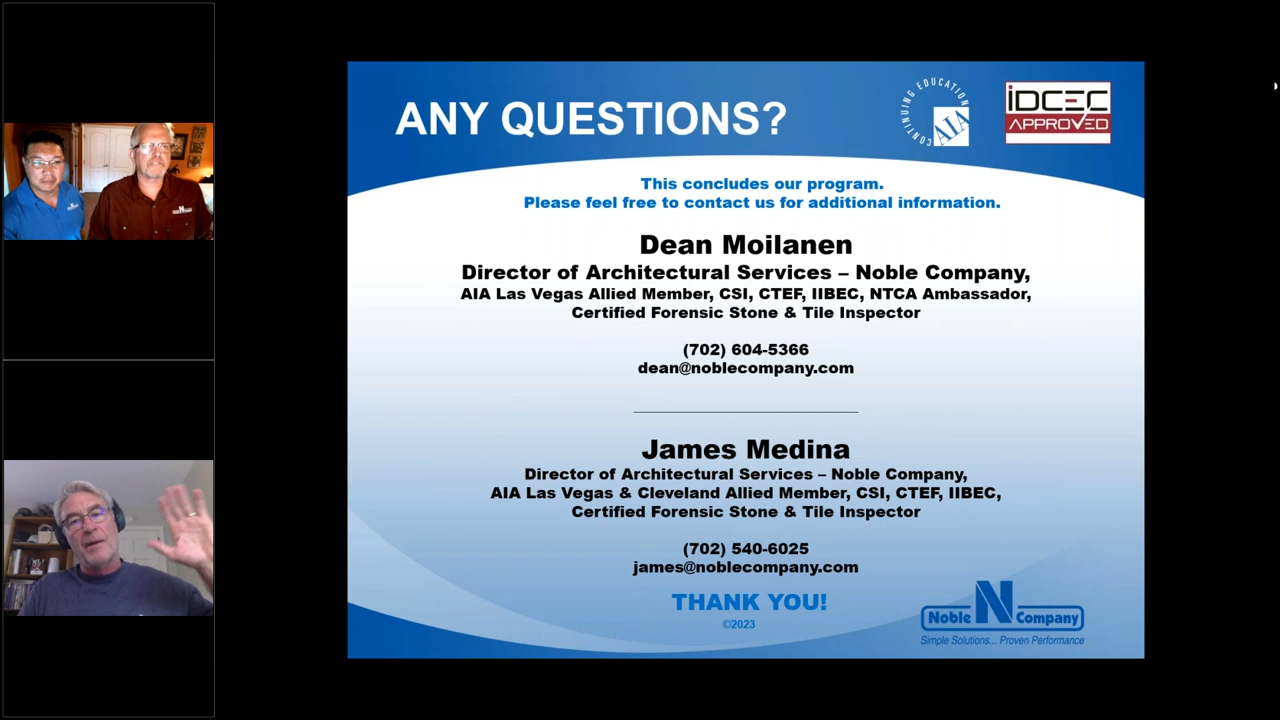 ANY QUESTIONS?
CONTINUING EDUCATION
AIA
IDCEC
APPROVED
This concludes our program.
Please feel free to contact us for additional information.
Dean Moilanen
Director of Architectural Services – Noble Company,
AIA Las Vegas Allied Member, CSI, CTEF, IIBEC, NTCA Ambassador,
Certified Forensic Stone & Tile Inspector
(702) 604-5366
dean@noblecompany.com
James Medina
Director of Architectural Services – Noble Company,
AIA Las Vegas & Cleveland Allied Member, CSI, CTEF, IIBEC,
Certified Forensic Stone & Tile Inspector
(702) 540-6025
james@noblecompany.com
THANK YOU!
©2023
Noble N Company
Simple Solutions... Proven Performance